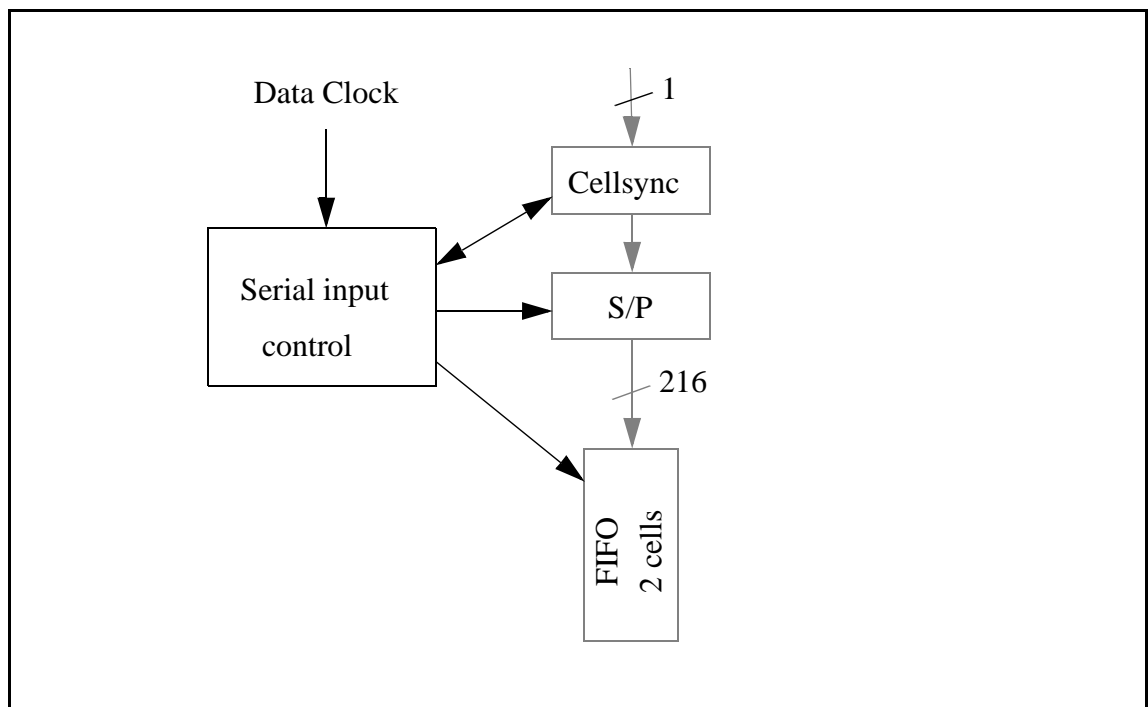 Data Clock
1
Cellsync
Serial input
control
S/P
216
FIFO
2 cells